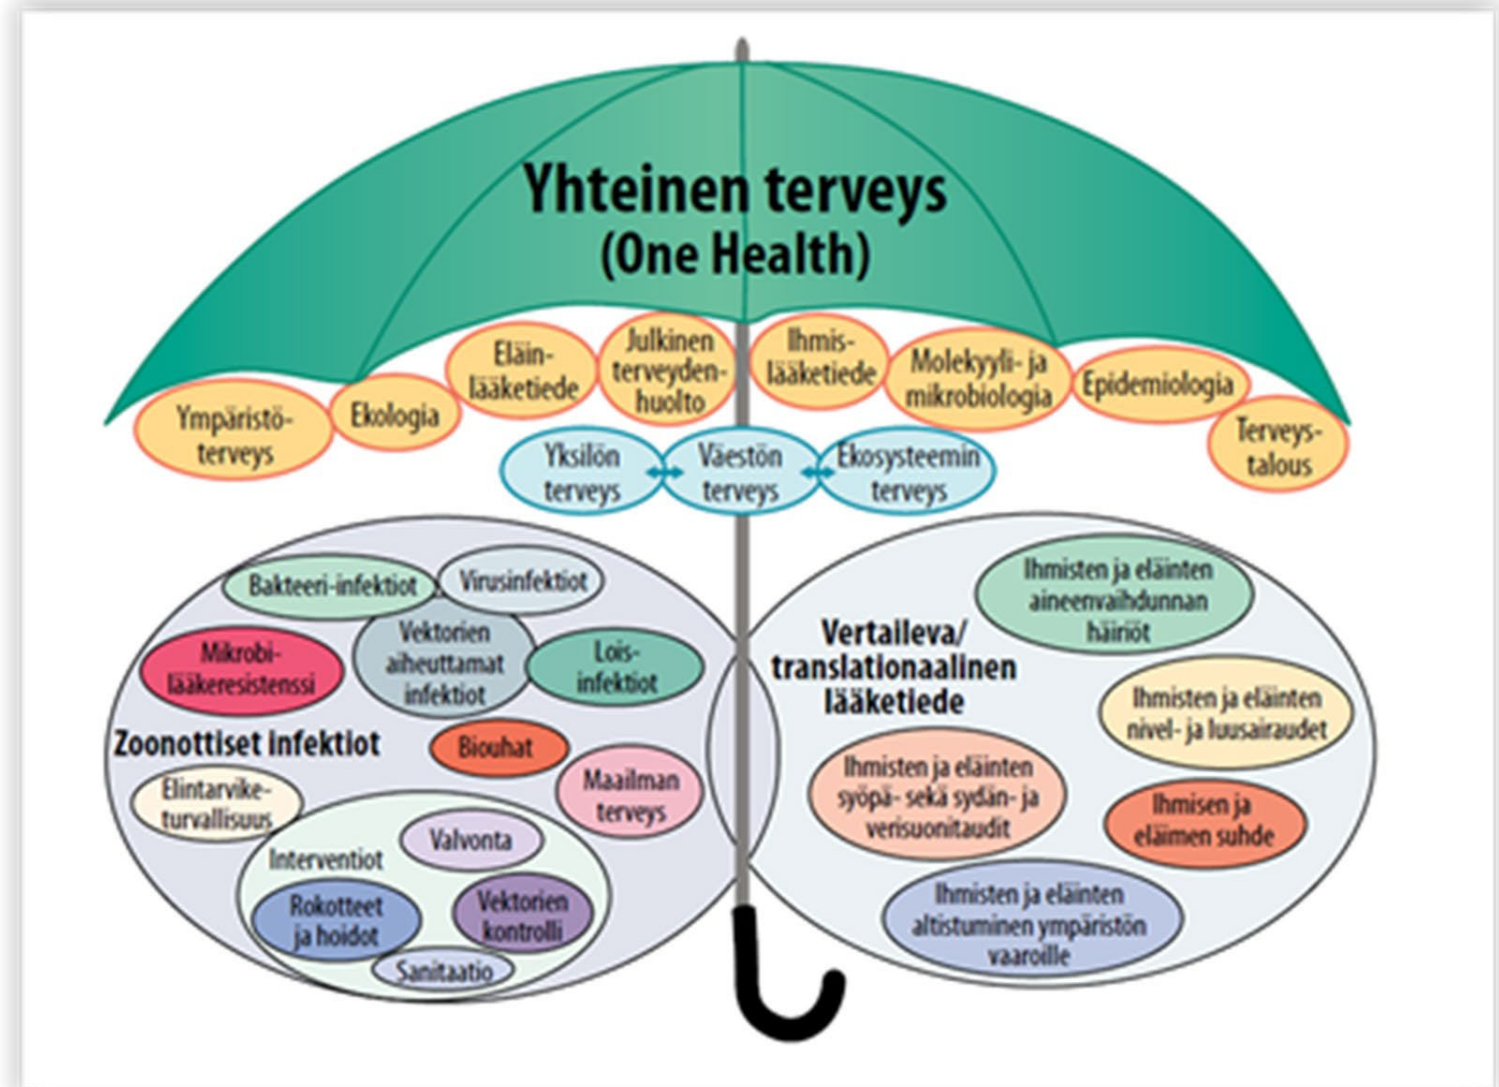 Yhteinen terveys
(One Health)
Ympäristö-
terveys
Ekologia
Eläin-
lääketiede
Julkinen
terveyden-
huolto
Ihmis-
lääketiede
Molekyyli- ja
mikrobiologia
Epidemiologia
Terveys-
talous
Yksilön
terveys
Väestön
terveys
Ekosysteemin
terveys
Bakteeri-infektiot
Virusinfektiot
Mikrobi-
lääkeresistenssi
Vektorien
aiheuttamat
infektiot
Lois-
infektiot
Zoonottiset infektiot
Biouhat
Elintarvike-
turvallisuus
Maailman
terveys
Interventiot
Valvonta
Rokotteet
ja hoidot
Vektorien
kontrolli
Sanitaatio
Vertaileva/
translationaalinen
lääketiede
Ihmisten ja eläinten
aineenvaihdunnan
häiriöt
Ihmisten ja eläinten
nivel- ja luusairaudet
Ihmisten ja eläinten
syöpä- sekä sydän- ja
verisuonitaudit
Ihmisen ja
eläimen suhde
Ihmisten ja eläinten
altistuminen ympäristön
vaaroille